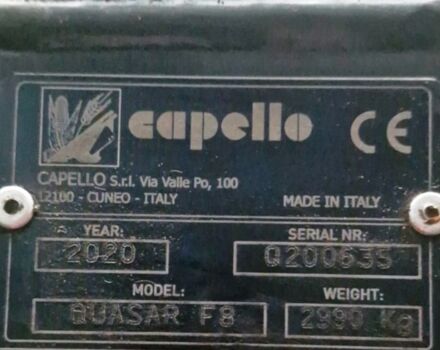 capello CE
CAPELLO S.r.l. Via Valle Po, 100
12100 - CUNEO - ITALY MADE IN ITALY
YEAR: SERIAL NR:
2020 Q200635
MODEL: WEIGHT:
QUASAR F8 2990 Kg